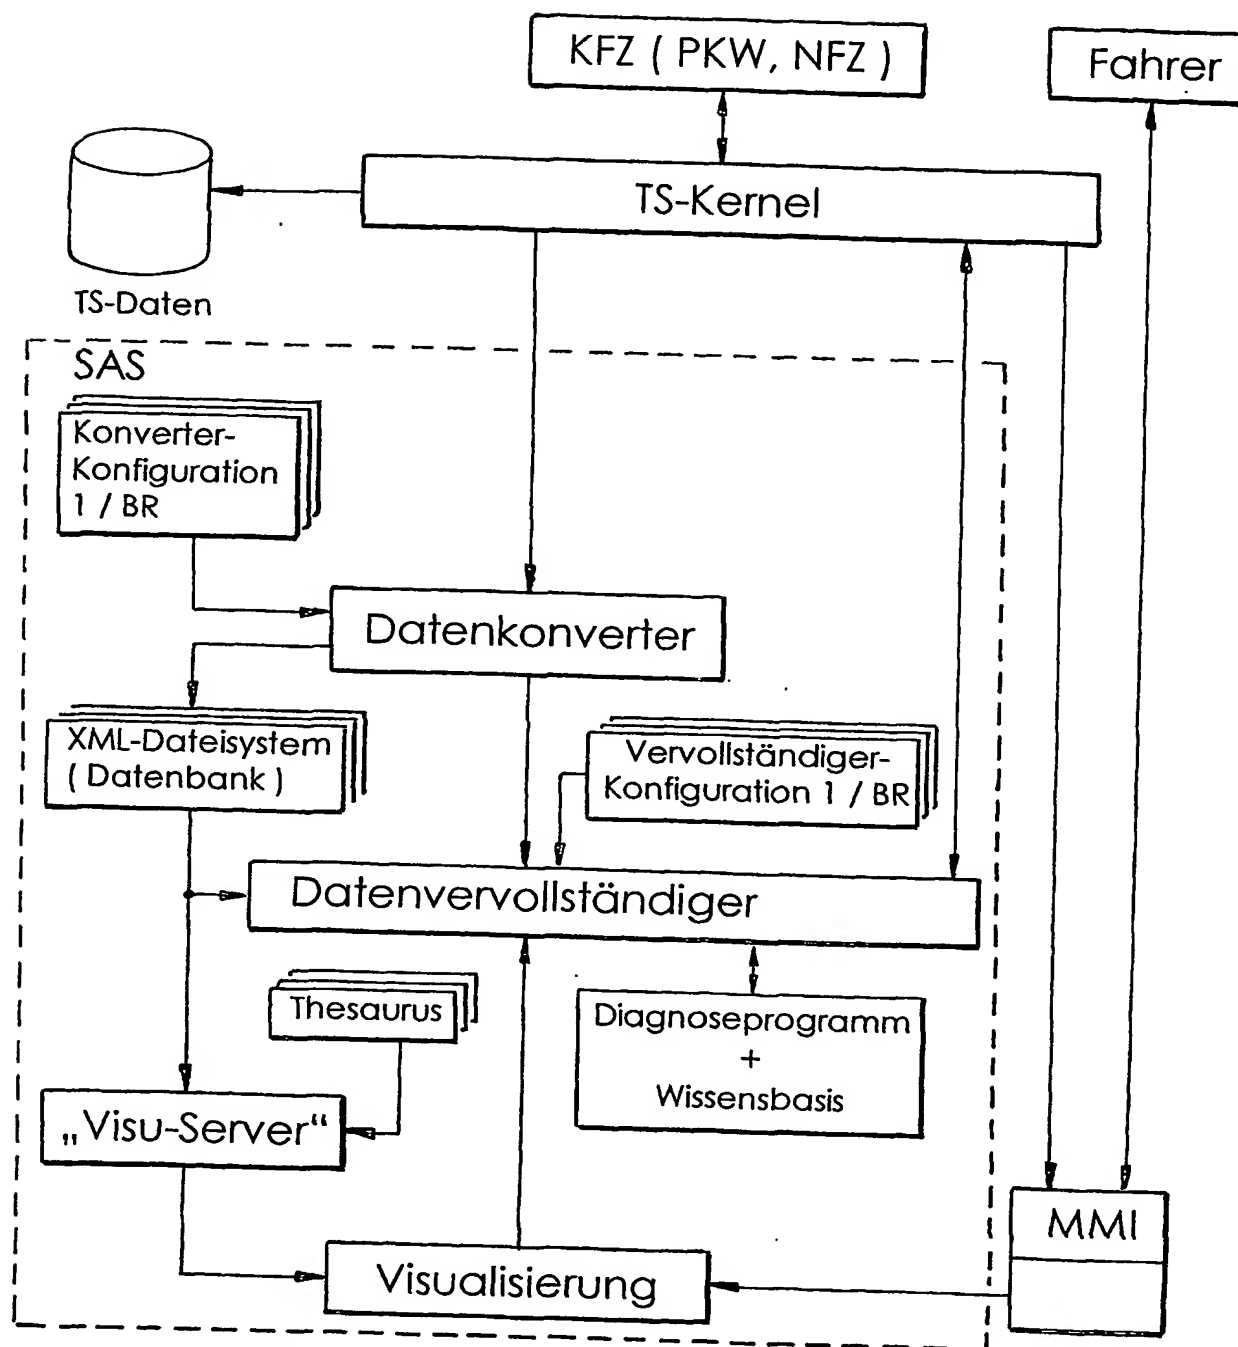 KFZ ( PKW, NFZ )
Fahrer
TS-Kernel
TS-Daten
SAS
Konverter-
Konfiguration
1 / BR
Datenkonverter
XML-Dateisystem
( Datenbank )
Vervollständiger-
Konfiguration 1 / BR
Datenvervollständiger
Thesaurus
Diagnoseprogramm
+
Wissensbasis
„Visu-Server“
MMI
Visualisierung